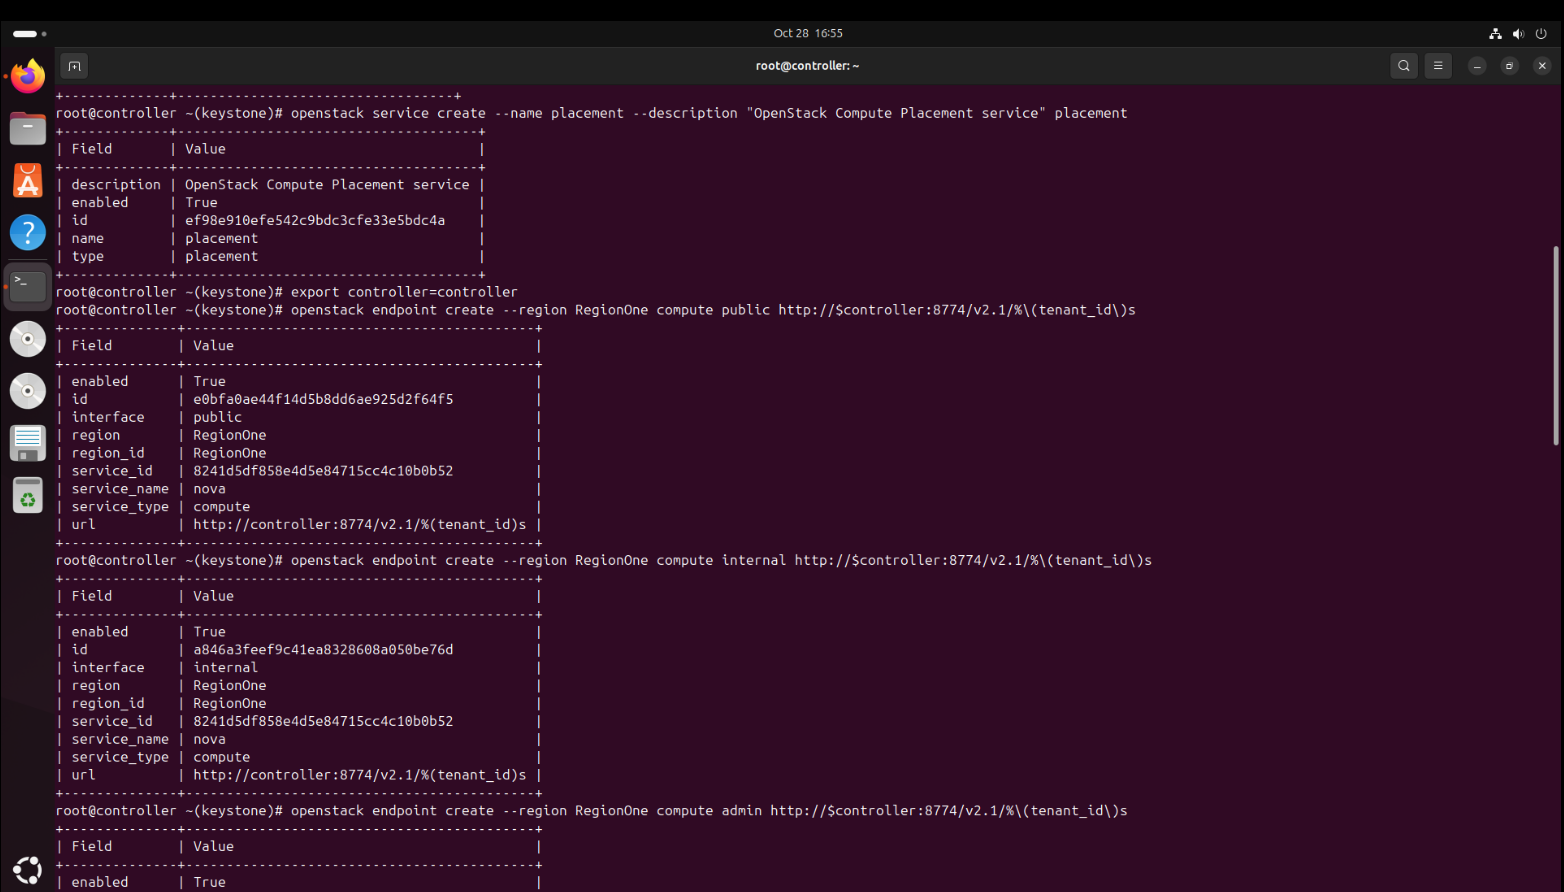 Oct 28 16:55
root@controller: ~
+-------------+----------------------------------+
root@controller ~(keystone)# openstack service create --name placement --description "OpenStack Compute Placement service" placement
+-------------+-------------------------------------+
| Field       | Value                               |
+-------------+-------------------------------------+
| description | OpenStack Compute Placement service |
| enabled     | True                                |
| id          | ef98e910efe542c9bdc3cfe33e5bdc4a    |
| name        | placement                           |
| type        | placement                           |
+-------------+-------------------------------------+
root@controller ~(keystone)# export controller=controller
root@controller ~(keystone)# openstack endpoint create --region RegionOne compute public http://$controller:8774/v2.1/%\(tenant_id\)s
+--------------+-------------------------------------------+
| Field        | Value                                     |
+--------------+-------------------------------------------+
| enabled      | True                                      |
| id           | e0bfa0ae44f14d5b8dd6ae925d2f64f5          |
| interface    | public                                    |
| region       | RegionOne                                 |
| region_id    | RegionOne                                 |
| service_id   | 8241d5df858e4d5e84715cc4c10b0b52          |
| service_name | nova                                      |
| service_type | compute                                   |
| url          | http://controller:8774/v2.1/%(tenant_id)s |
+--------------+-------------------------------------------+
root@controller ~(keystone)# openstack endpoint create --region RegionOne compute internal http://$controller:8774/v2.1/%\(tenant_id\)s
+--------------+-------------------------------------------+
| Field        | Value                                     |
+--------------+-------------------------------------------+
| enabled      | True                                      |
| id           | a846a3feef9c41ea8328608a050be76d          |
| interface    | internal                                  |
| region       | RegionOne                                 |
| region_id    | RegionOne                                 |
| service_id   | 8241d5df858e4d5e84715cc4c10b0b52          |
| service_name | nova                                      |
| service_type | compute                                   |
| url          | http://controller:8774/v2.1/%(tenant_id)s |
+--------------+-------------------------------------------+
root@controller ~(keystone)# openstack endpoint create --region RegionOne compute admin http://$controller:8774/v2.1/%\(tenant_id\)s
+--------------+-------------------------------------------+
| Field        | Value                                     |
+--------------+-------------------------------------------+
| enabled      | True                                      |